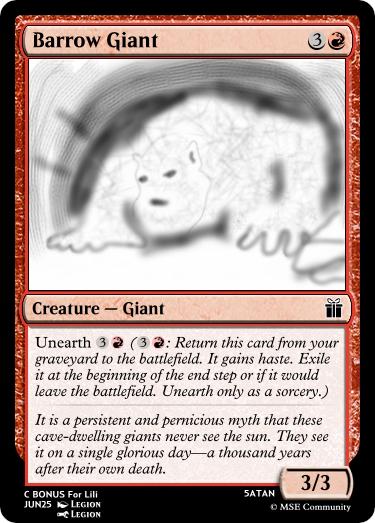 Barrow Giant 3
Creature — Giant
Unearth 3 (3: Return this card from your
graveyard to the battlefield. It gains haste. Exile
it at the beginning of the end step or if it would
leave the battlefield. Unearth only as a sorcery.)
It is a persistent and pernicious myth that these
cave-dwelling giants never see the sun. They see
it on a single glorious day—a thousand years
after their own death.
3/3
C BONUS For Lili
JUN25 Legion
Legion
5ATAN
© MSE Community